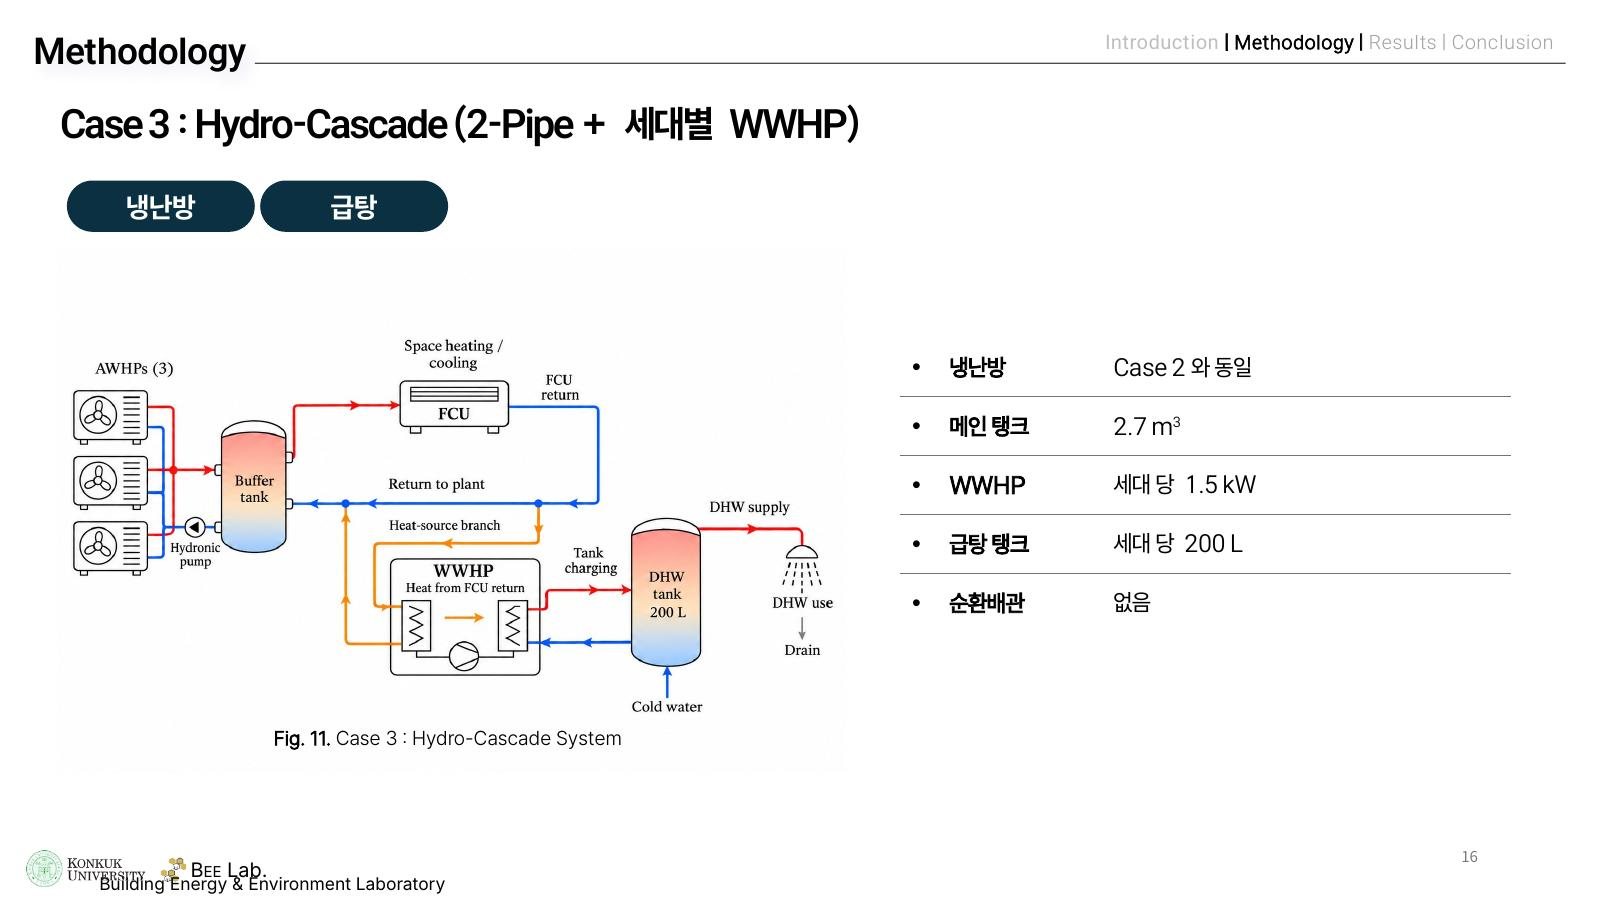 Methodology
Introduction | Methodology | Results | Conclusion
Case 3 : Hydro-Cascade (2-Pipe + 세대별 WWHP)
냉난방
급탕
AWHPs (3)
Space heating /
cooling
FCU
FCU
return
Buffer
tank
Return to plant
Heat-source branch
Hydronic
pump
WWHP
Heat from FCU return
Tank
charging
DHW supply
DHW
tank
200 L
DHW use
Drain
Cold water
Fig. 11. Case 3 : Hydro-Cascade System
• 냉난방 Case 2 와 동일
• 메인 탱크 2.7 m³
• WWHP 세대 당 1.5 kW
• 급탕 탱크 세대 당 200 L
• 순환배관 없음
KONKUK
UNIVERSITY
BEE Lab.
Building Energy & Environment Laboratory
16